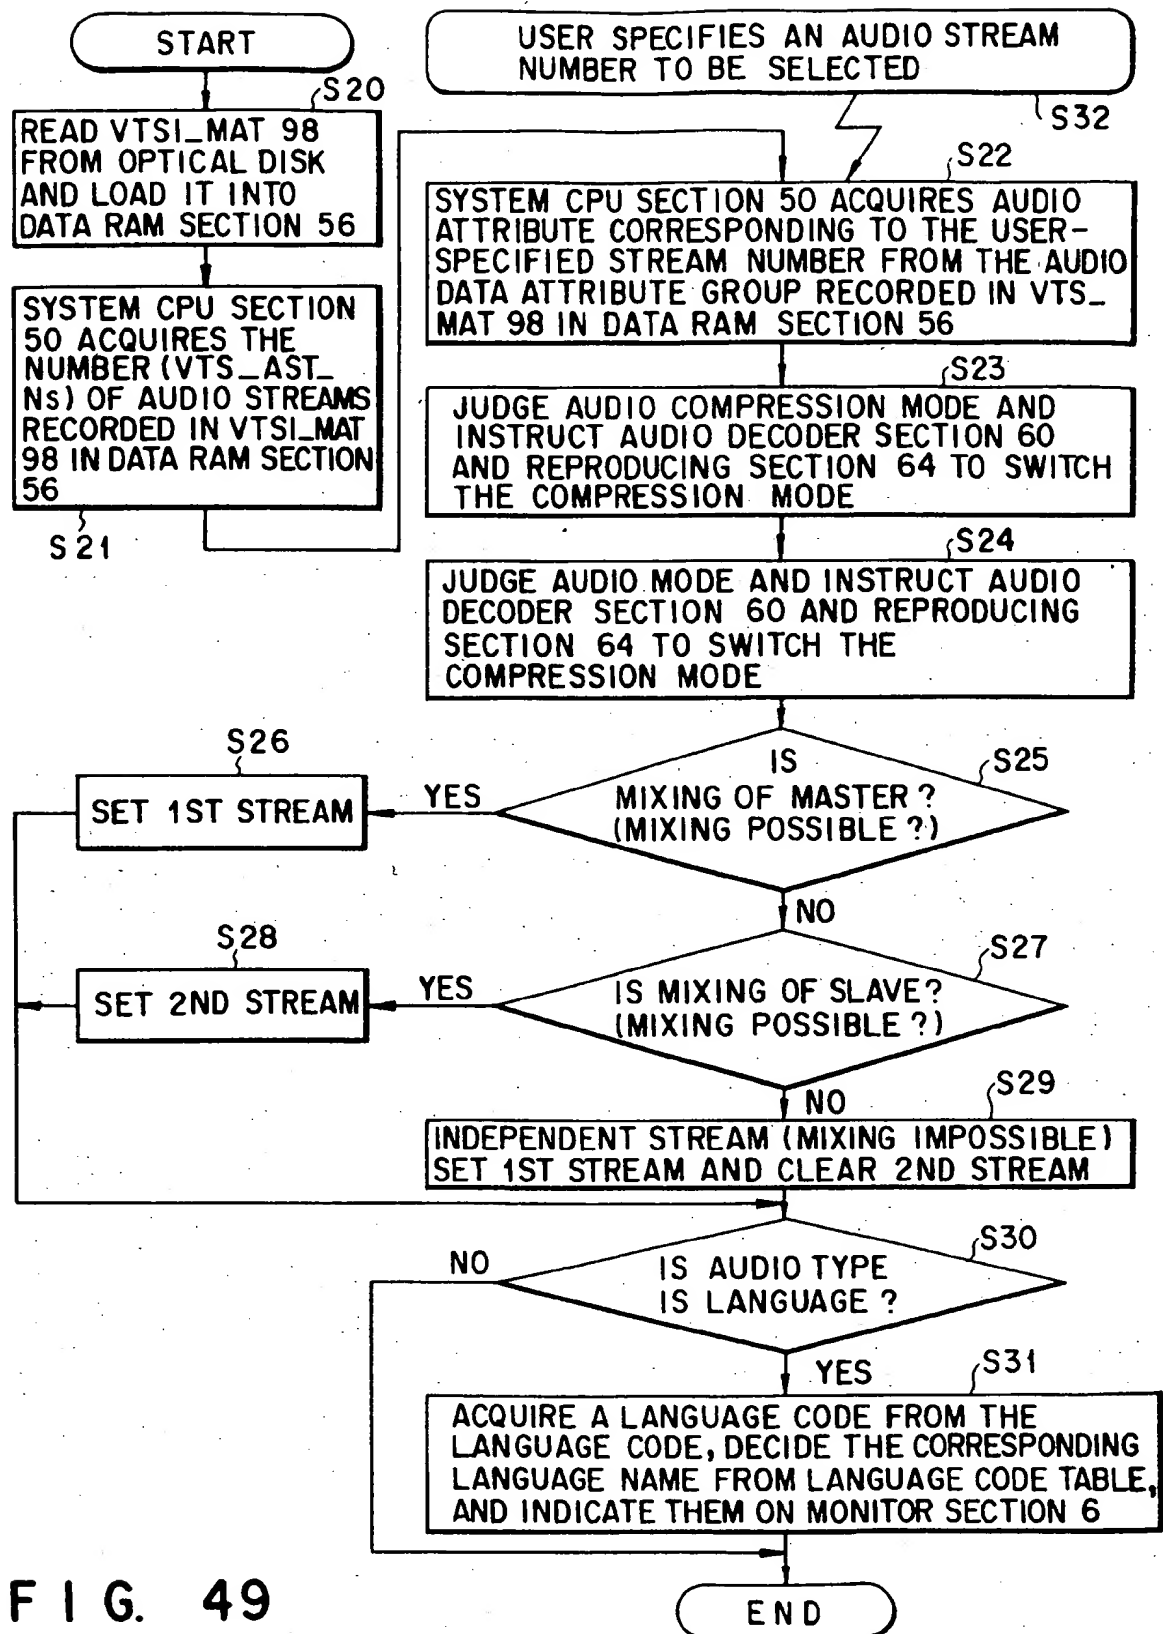 START
S20
READ VTSI_MAT 98
FROM OPTICAL DISK
AND LOAD IT INTO
DATA RAM SECTION 56
SYSTEM CPU SECTION
50 ACQUIRES THE
NUMBER (VTS_AST_
Ns) OF AUDIO STREAMS
RECORDED IN VTSI_MAT
98 IN DATA RAM SECTION
56
S21
USER SPECIFIES AN AUDIO STREAM
NUMBER TO BE SELECTED
S32
S22
SYSTEM CPU SECTION 50 ACQUIRES AUDIO
ATTRIBUTE CORRESPONDING TO THE USER-
SPECIFIED STREAM NUMBER FROM THE AUDIO
DATA ATTRIBUTE GROUP RECORDED IN VTS_
MAT 98 IN DATA RAM SECTION 56
S23
JUDGE AUDIO COMPRESSION MODE AND
INSTRUCT AUDIO DECODER SECTION 60
AND REPRODUCING SECTION 64 TO SWITCH
THE COMPRESSION MODE
S24
JUDGE AUDIO MODE AND INSTRUCT AUDIO
DECODER SECTION 60 AND REPRODUCING
SECTION 64 TO SWITCH THE
COMPRESSION MODE
S25
IS
MIXING OF MASTER?
(MIXING POSSIBLE?)
YES
S26
SET 1ST STREAM
NO
S27
IS MIXING OF SLAVE?
(MIXING POSSIBLE?)
YES
S28
SET 2ND STREAM
NO
S29
INDEPENDENT STREAM (MIXING IMPOSSIBLE)
SET 1ST STREAM AND CLEAR 2ND STREAM
S30
IS AUDIO TYPE
IS LANGUAGE?
NO
YES
S31
ACQUIRE A LANGUAGE CODE FROM THE
LANGUAGE CODE, DECIDE THE CORRESPONDING
LANGUAGE NAME FROM LANGUAGE CODE TABLE,
AND INDICATE THEM ON MONITOR SECTION 6
END
FIG. 49